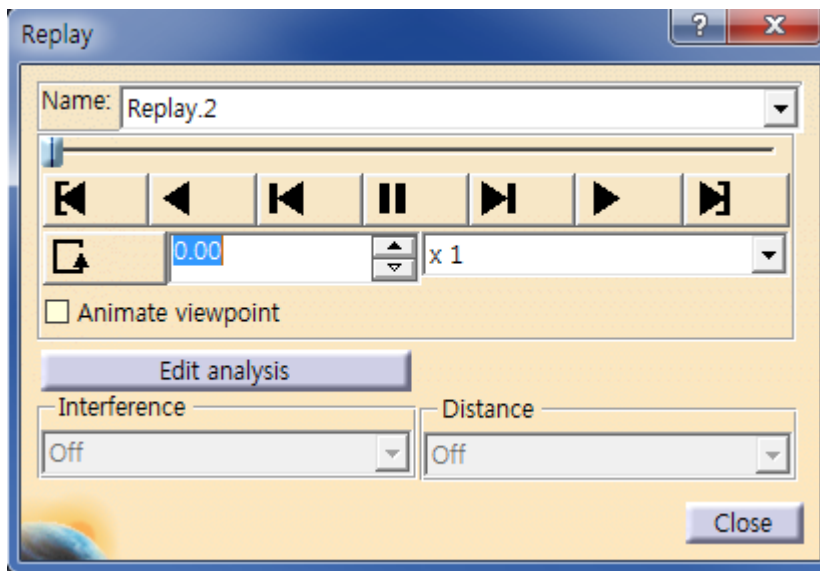 Replay
Name: Replay.2
0.00 x 1
Animate viewpoint
Edit analysis
Interference Distance
Off Off
Close